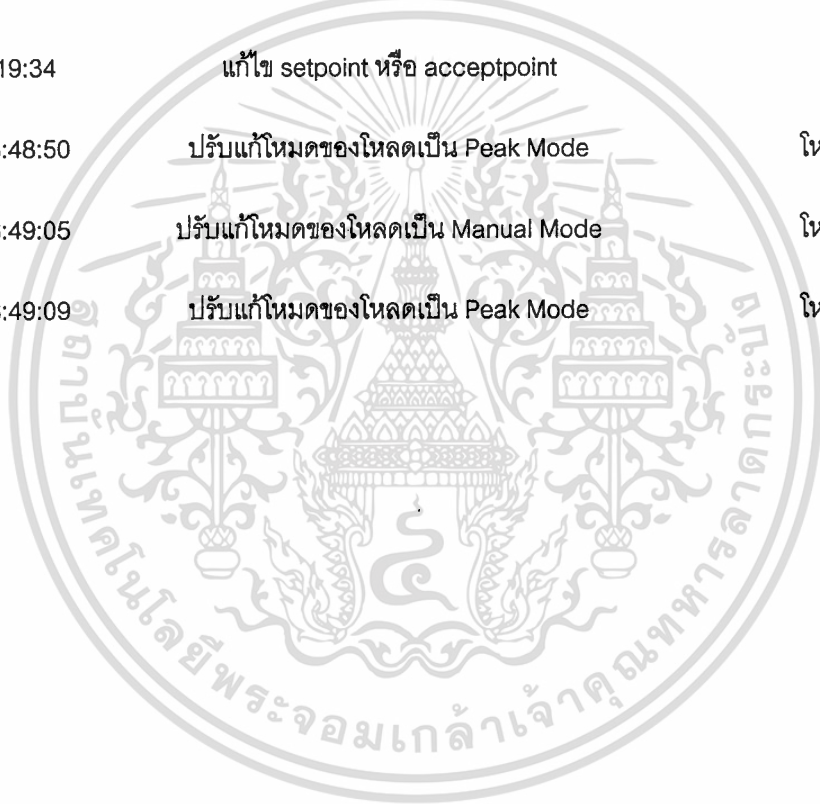 19:34 แก้ไข setpoint หรือ acceptpoint
:48:50 ปรับแก้โหมดของโหลดเป็น Peak Mode โห
:49:05 ปรับแก้โหมดของโหลดเป็น Manual Mode โห
:49:09 ปรับแก้โหมดของโหลดเป็น Peak Mode โห
สถาบันเทคโนโลยีพระจอมเกล้าเจ้าคุณทหารลาดกระบัง